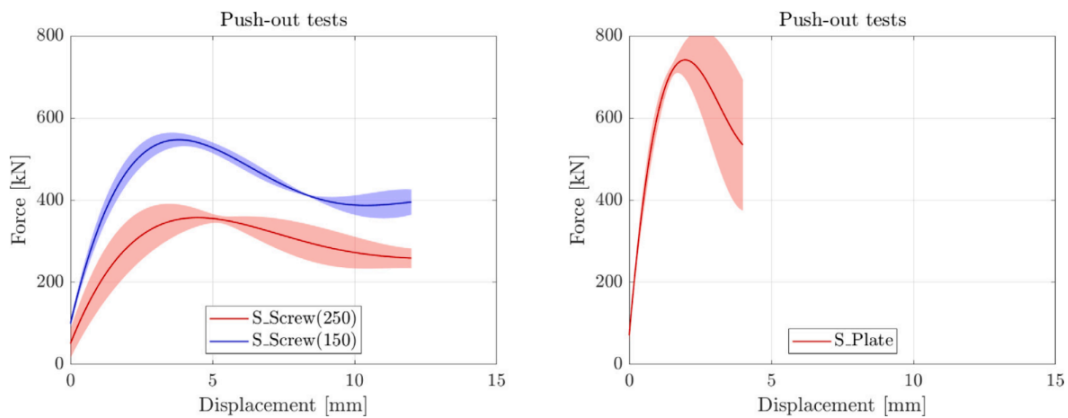 Push-out tests
800
600
400
200
0
Force [kN]
S_Screw(250)
S_Screw(150)
0 5 10 15
Displacement [mm]
Push-out tests
800
600
400
200
0
Force [kN]
S_Plate
0 5 10 15
Displacement [mm]